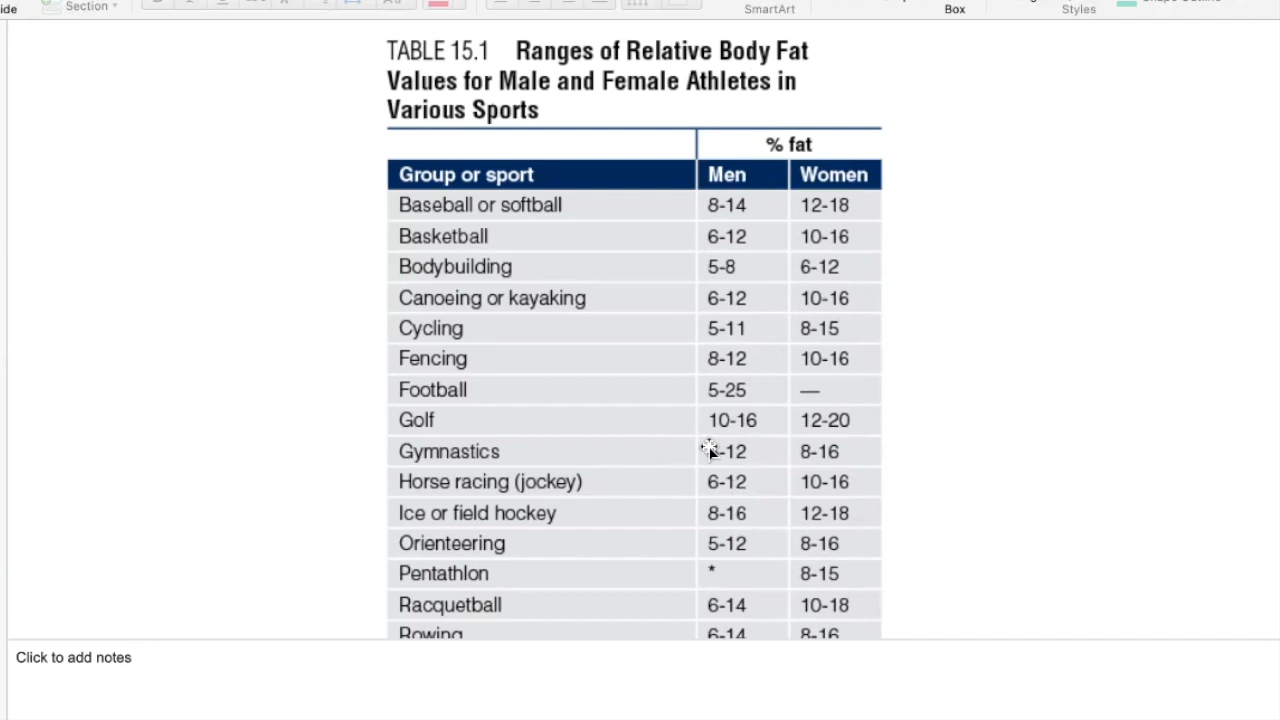 ide
Section
SmartArt
Box
Styles
TABLE 15.1 Ranges of Relative Body Fat
Values for Male and Female Athletes in
Various Sports
% fat
Group or sport Men Women
Baseball or softball 8-14 12-18
Basketball 6-12 10-16
Bodybuilding 5-8 6-12
Canoeing or kayaking 6-12 10-16
Cycling 5-11 8-15
Fencing 8-12 10-16
Football 5-25 —
Golf 10-16 12-20
Gymnastics -12 8-16
Horse racing (jockey) 6-12 10-16
Ice or field hockey 8-16 12-18
Orienteering 5-12 8-16
Pentathlon * 8-15
Racquetball 6-14 10-18
Rowing 6-14 8-16
Click to add notes